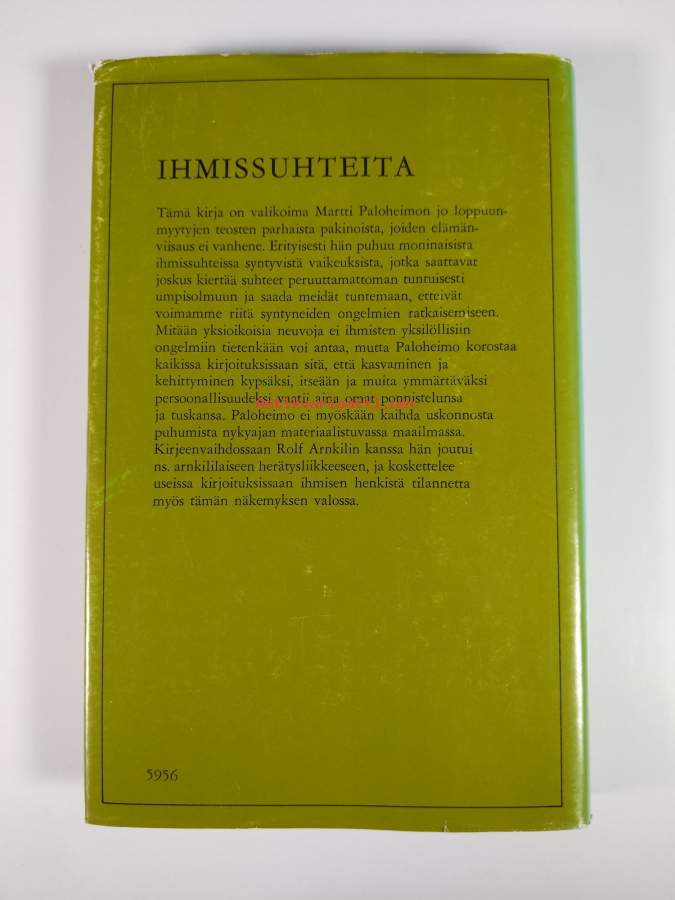 IHMISSUHTEITA
Tämä kirja on valikoima Martti Paloheimon jo loppuun-
myytyjen teosten parhaista pakinoista, joiden elämän-
viisaus ei vanhene. Erityisesti hän puhuu moninaisista
ihmissuhteissa syntyvistä vaikeuksista, jotka saattavat
joskus kiertää suhteet peruuttamattoman tuntuisesti
umpisolmuun ja saada meidät tuntemaan, etteivät
voimamme riitä syntyneiden ongelmien ratkaisemiseen.
Mitään yksioikoisia neuvoja ei ihmisten yksilöllisiin
ongelmiin tietenkään voi antaa, mutta Paloheimo korostaa
kaikissa kirjoituksissaan sitä, että kasvaminen ja
kehittyminen kypsäksi, itseään ja muita ymmärtäväksi
persoonallisuudeksi vaatii aina omat ponnistelunsa
ja tuskansa. Paloheimo ei myöskään kaihda uskonnosta
puhumista nykyajan materiaalistuvassa maailmassa.
Kirjeenvaihdossaan Rolf Arnkilin kanssa hän joutui
ns. arnkililaiseen herätysliikkeeseen, ja koskettelee
useissa kirjoituksissaan ihmisen henkistä tilannetta
myös tämän näkemyksen valossa.
5956